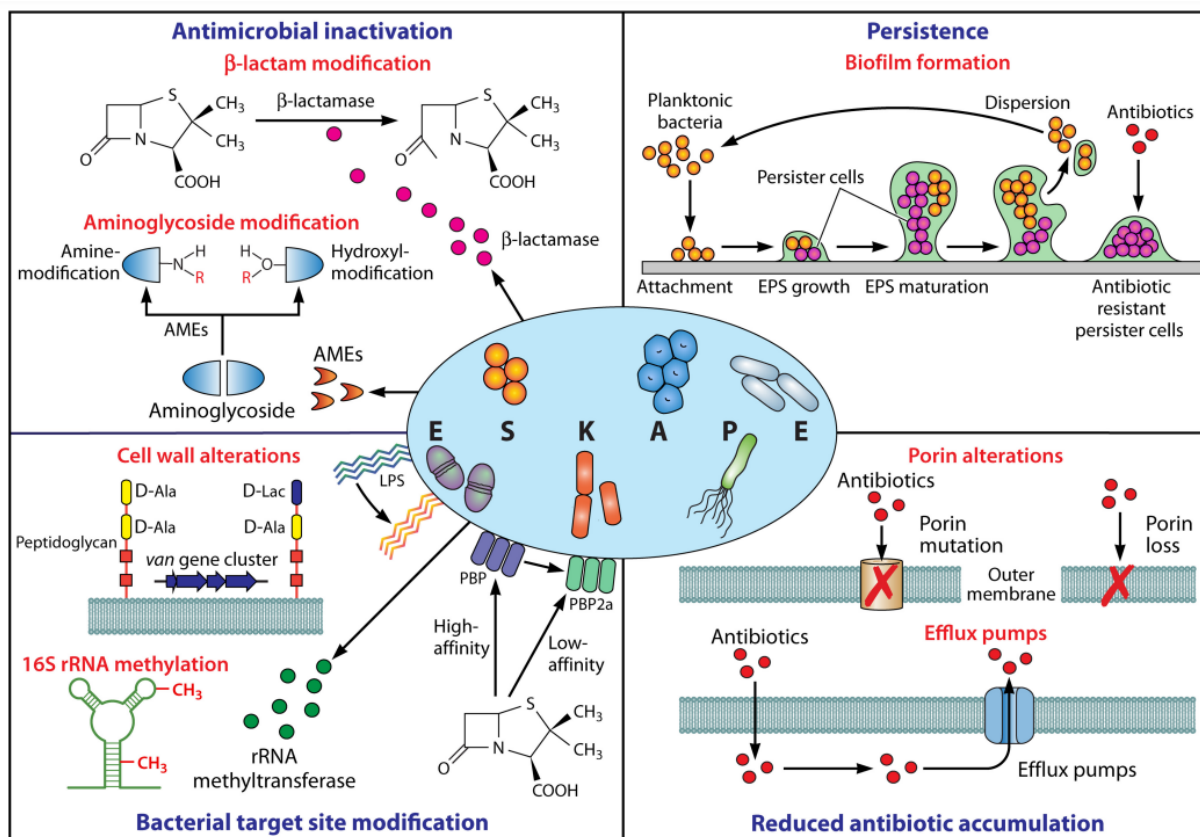 Antimicrobial inactivation
β-lactam modification
S
CH₃
CH₃
N
O
COOH
β-lactamase
S
CH₃
CH₃
N
O
COOH
β-lactamase
Aminoglycoside modification
Amine-
modification
H
N
R
H
O
R
Hydroxyl-
modification
AMEs
Aminoglycoside
AMEs
Persistence
Biofilm formation
Planktonic
bacteria
Dispersion
Antibiotics
Persister cells
Attachment
EPS growth
EPS maturation
Antibiotic
resistant
persister cells
E S K A P E
Cell wall alterations
D-Ala
D-Lac
D-Ala
D-Ala
Peptidoglycan
van gene cluster
LPS
PBP
PBP2a
High-
affinity
Low-
affinity
S
CH₃
CH₃
N
O
COOH
16S rRNA methylation
CH₃
CH₃
rRNA
methyltransferase
Bacterial target site modification
Porin alterations
Antibiotics
Porin
mutation
Porin
loss
Outer
membrane
X
X
Antibiotics
Efflux pumps
Efflux pumps
Reduced antibiotic accumulation